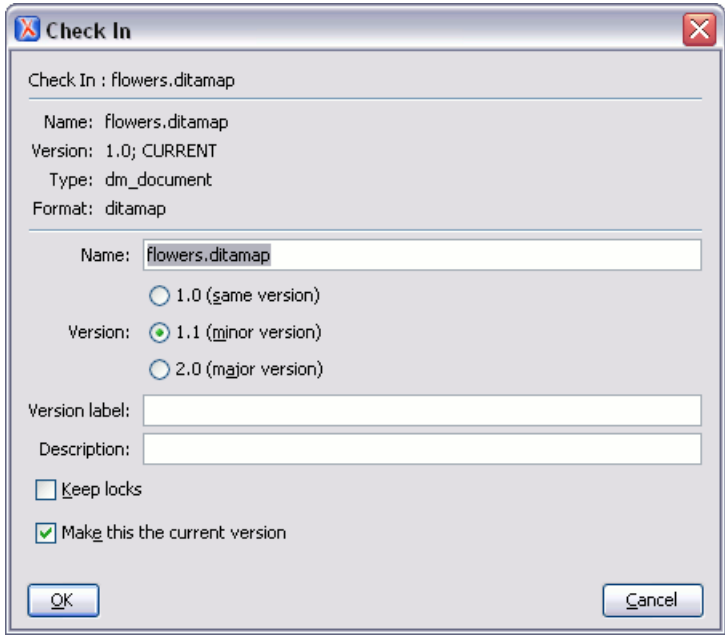 Check In
Check In : flowers.ditamap
Name: flowers.ditamap
Version: 1.0; CURRENT
Type: dm_document
Format: ditamap
Name: flowers.ditamap
1.0 (same version)
Version: 1.1 (minor version)
2.0 (major version)
Version label:
Description:
Keep locks
Make this the current version
OK Cancel